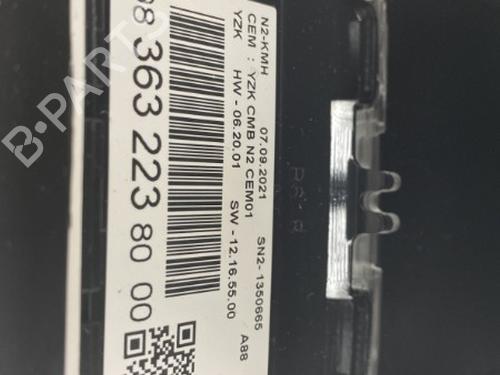 N2-KMH
CEM : YZK CMB N2 CEM01
YZK
07.09.2021
SN2-1350665
HW - 06.20.01
SW - 12.16.55.00
A88
98 363 223 80 00
B-PARTS